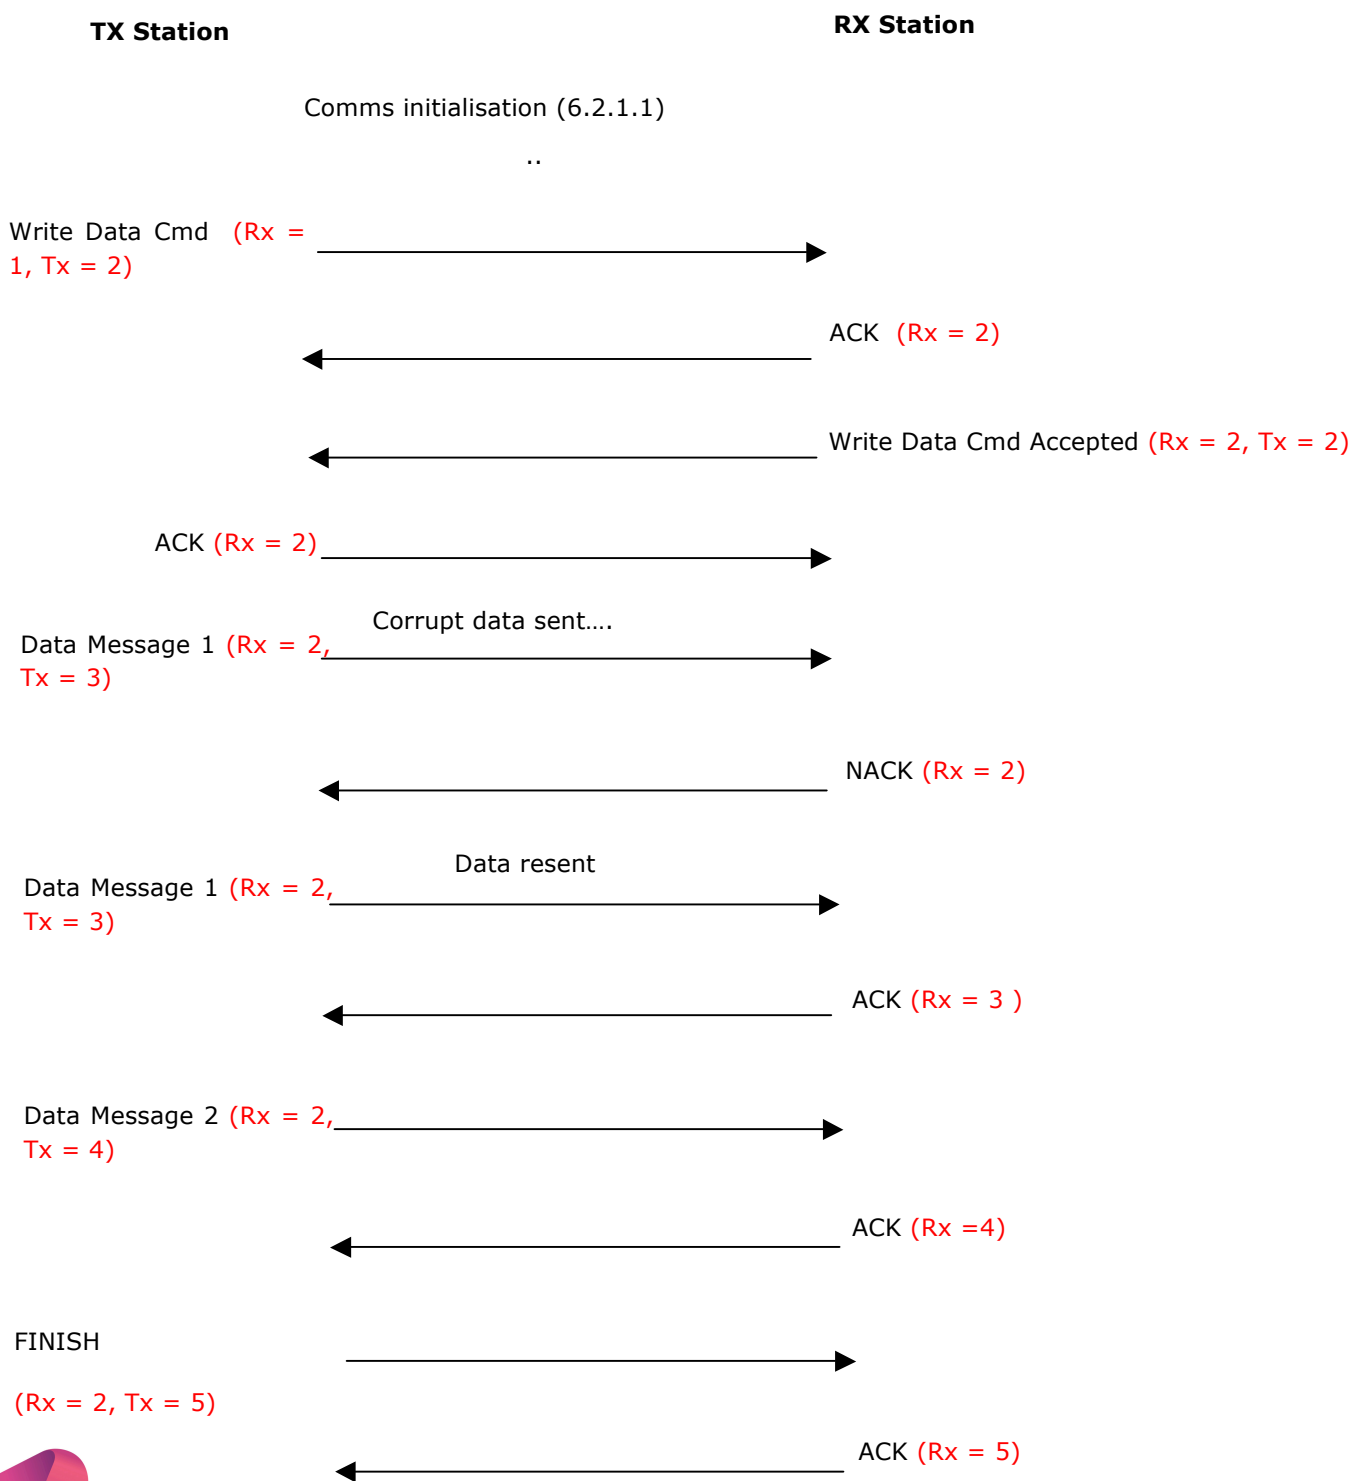 TX Station
RX Station
Comms initialisation (6.2.1.1)
..
Write Data Cmd (Rx =
1, Tx = 2)
ACK (Rx = 2)
Write Data Cmd Accepted (Rx = 2, Tx = 2)
ACK (Rx = 2)
Corrupt data sent....
Data Message 1 (Rx = 2,
Tx = 3)
NACK (Rx = 2)
Data resent
Data Message 1 (Rx = 2,
Tx = 3)
ACK (Rx = 3 )
Data Message 2 (Rx = 2,
Tx = 4)
ACK (Rx =4)
FINISH
(Rx = 2, Tx = 5)
ACK (Rx = 5)